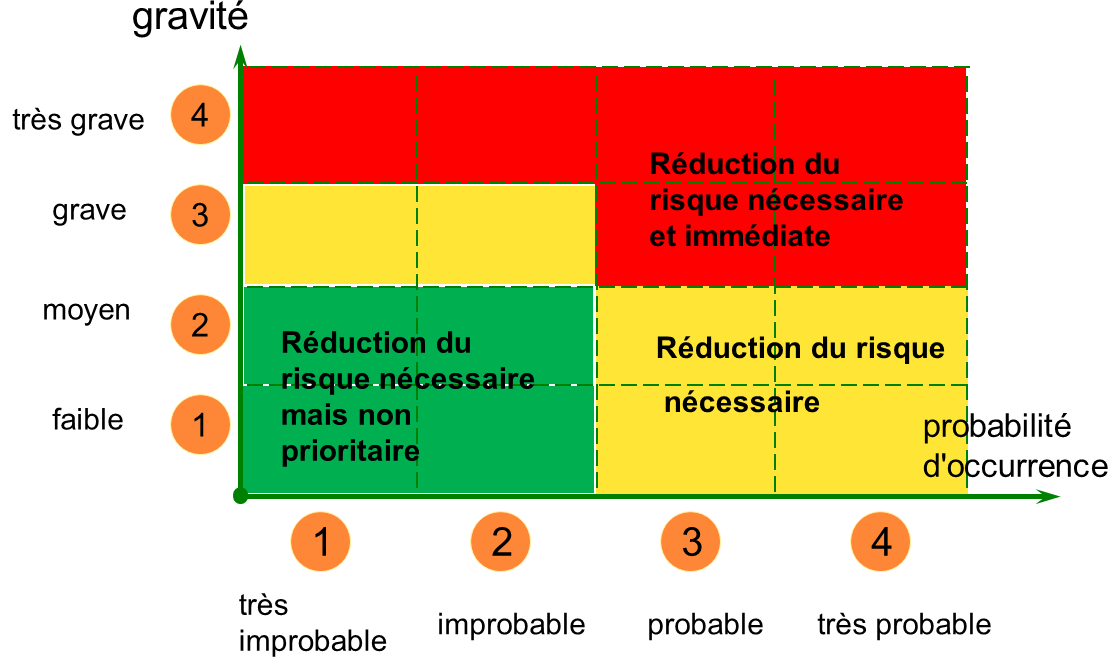 gravité
très grave
4
grave
3
moyen
2
faible
1
Réduction du
risque nécessaire
et immédiate
Réduction du
risque nécessaire
mais non
prioritaire
Réduction du risque
nécessaire
probabilité
d'occurrence
1
2
3
4
très
improbable
improbable
probable
très probable